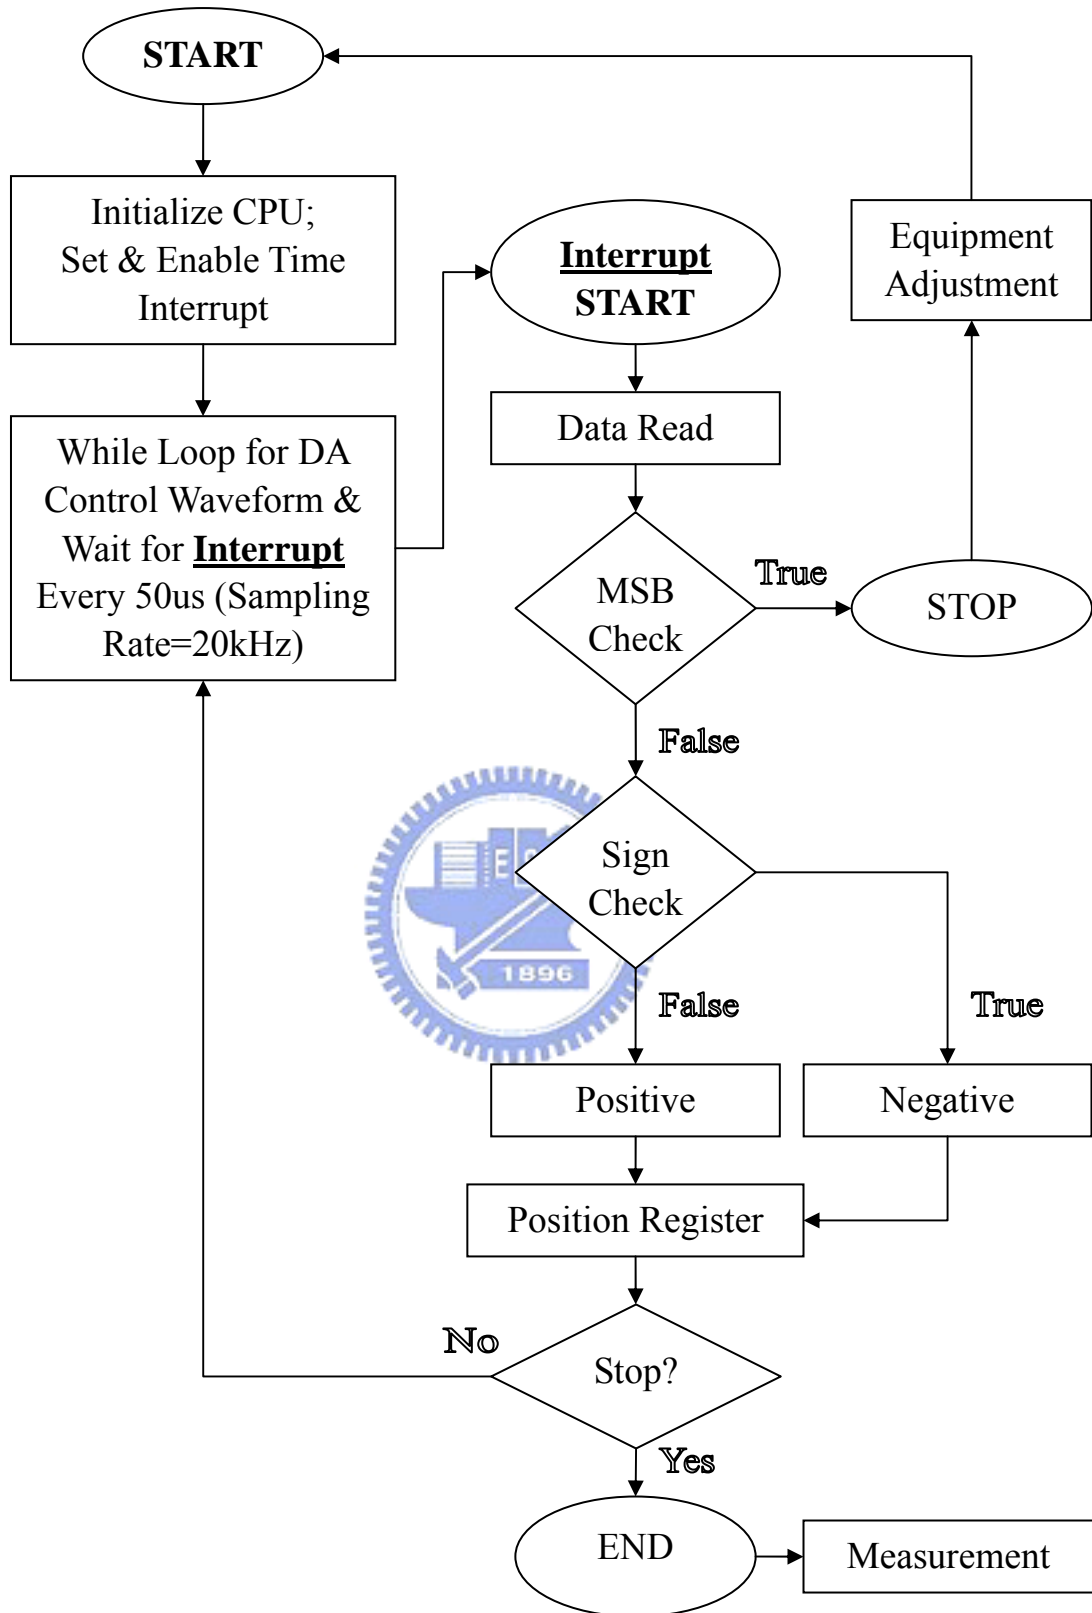 START
Initialize CPU;
Set & Enable Time
Interrupt
While Loop for DA
Control Waveform &
Wait for Interrupt
Every 50us (Sampling
Rate=20kHz)
Interrupt
START
Equipment
Adjustment
Data Read
MSB
Check
True
STOP
False
Sign
Check
1896
False
True
Positive
Negative
Position Register
No
Stop?
Yes
END
Measurement